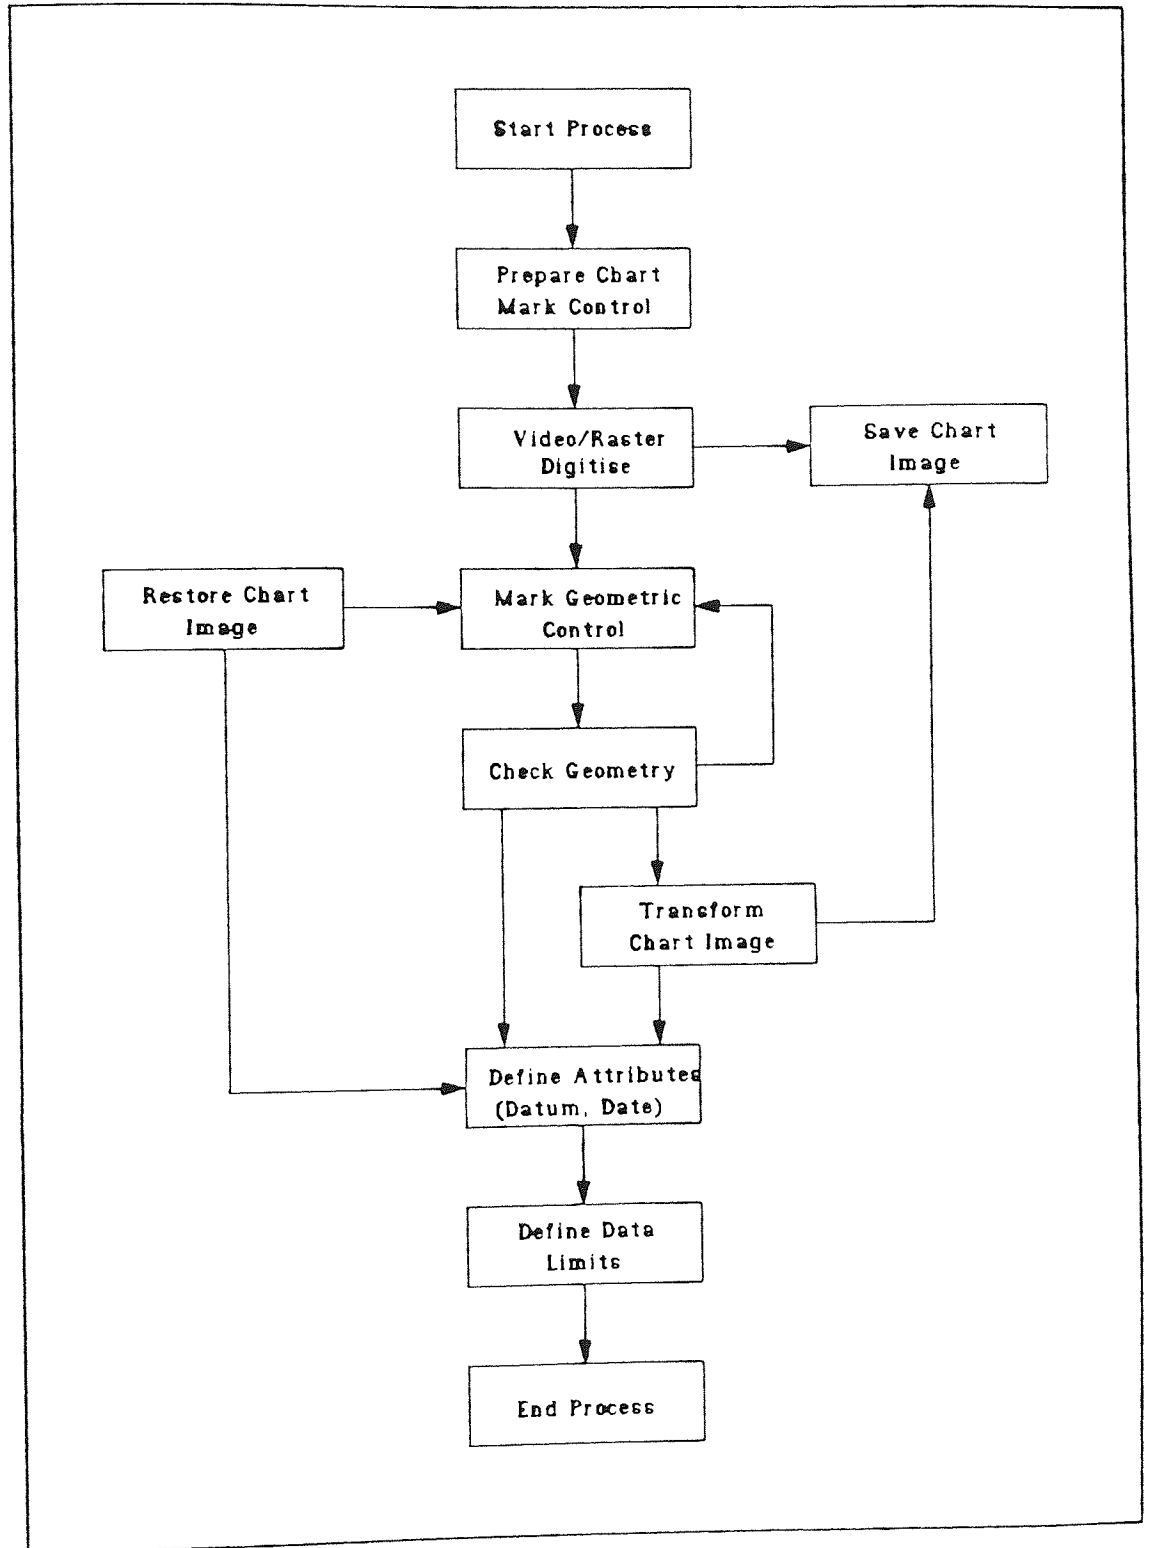 Start Process
Prepare Chart
Mark Control
Video/Raster
Digitise
Save Chart
Image
Restore Chart
Image
Mark Geometric
Control
Check Geometry
Transform
Chart Image
Define Attributes
(Datum, Date)
Define Data
Limits
End Process